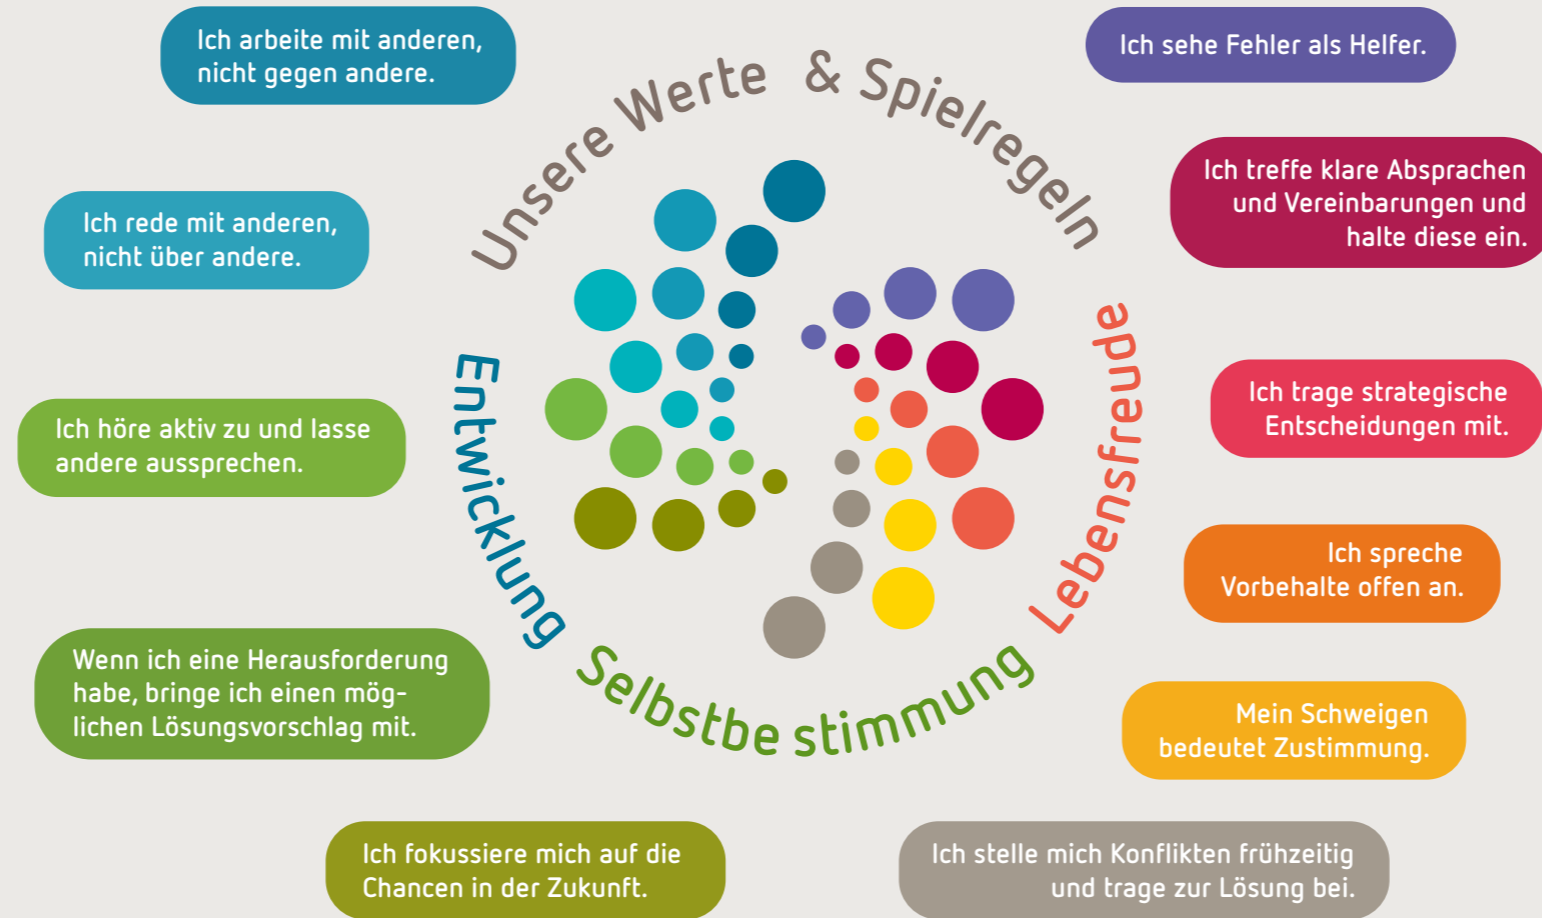 Unsere Werte & Spielregeln
Entwicklung
Selbstbe stimmung
Lebensfreude
Ich arbeite mit anderen,
nicht gegen andere.
Ich rede mit anderen,
nicht über andere.
Ich höre aktiv zu und lasse
andere aussprechen.
Wenn ich eine Herausforderung
habe, bringe ich einen mög-
lichen Lösungsvorschlag mit.
Ich fokussiere mich auf die
Chancen in der Zukunft.
Ich sehe Fehler als Helfer.
Ich treffe klare Absprachen
und Vereinbarungen und
halte diese ein.
Ich trage strategische
Entscheidungen mit.
Ich spreche
Vorbehalte offen an.
Mein Schweigen
bedeutet Zustimmung.
Ich stelle mich Konflikten frühzeitig
und trage zur Lösung bei.